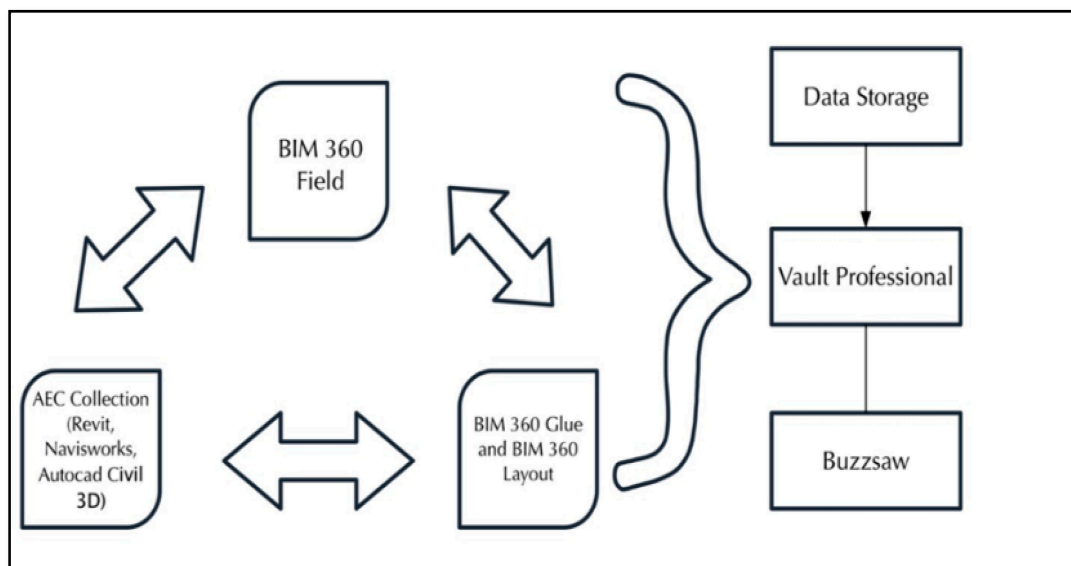 BIM 360
Field
AEC Collection
(Revit,
Navisworks,
Autocad Civil
3D)
BIM 360 Glue
and BIM 360
Layout
Data Storage
Vault Professional
Buzzsaw